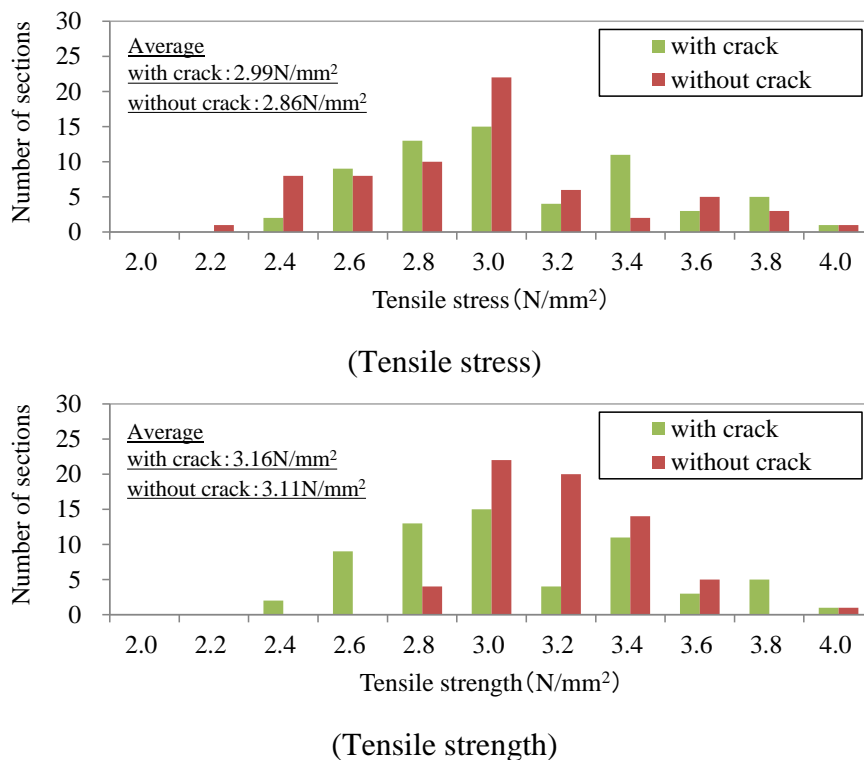 30
25
20
15
10
5
0
Number of sections
Average
with crack：2.99N/mm²
without crack：2.86N/mm²
with crack
without crack
2.0 2.2 2.4 2.6 2.8 3.0 3.2 3.4 3.6 3.8 4.0
Tensile stress（N/mm²）
(Tensile stress)
30
25
20
15
10
5
0
Number of sections
Average
with crack：3.16N/mm²
without crack：3.11N/mm²
with crack
without crack
2.0 2.2 2.4 2.6 2.8 3.0 3.2 3.4 3.6 3.8 4.0
Tensile strength（N/mm²）
(Tensile strength)